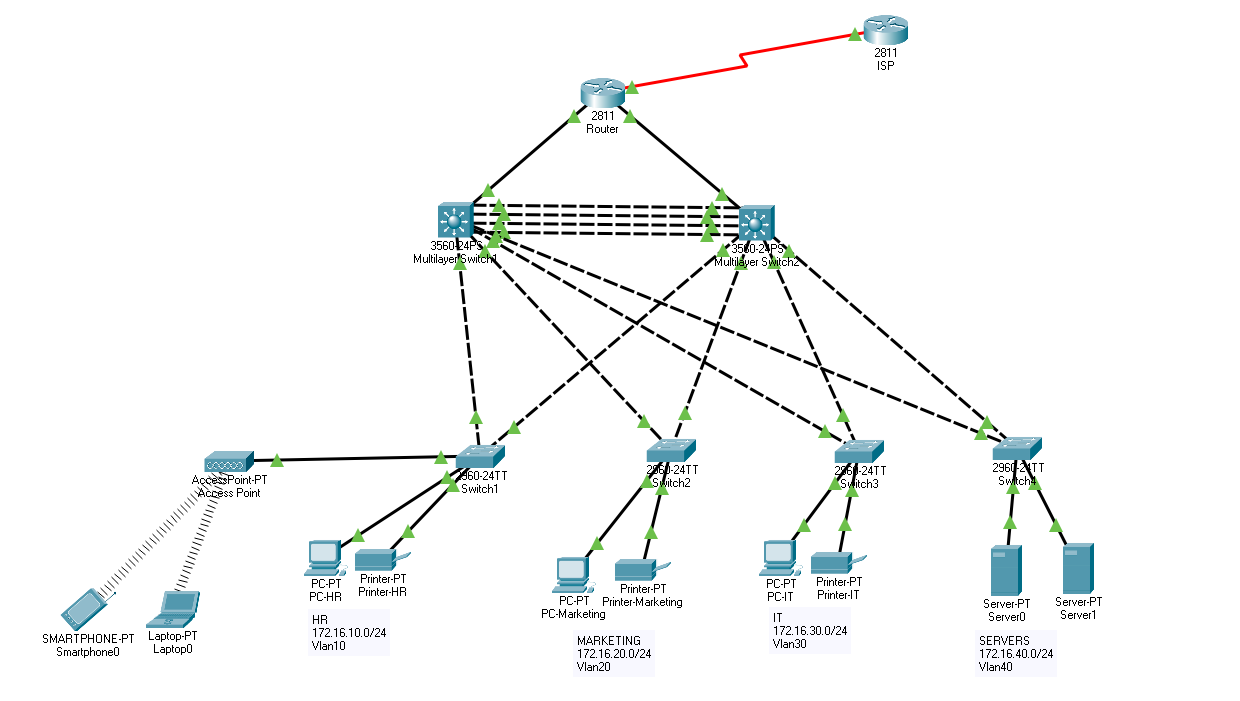 2811
ISP
2811
Router
3560-24PS
Multilayer Switch1
3560-24PS
Multilayer Switch2
AccessPoint-PT
Access Point
2960-24TT
Switch1
2960-24TT
Switch2
2960-24TT
Switch3
2960-24TT
Switch4
SMARTPHONE-PT
Smartphone0
Laptop-PT
Laptop0
PC-PT
PC-HR
Printer-PT
Printer-HR
HR
172.16.10.0/24
Vlan10
PC-PT
PC-Marketing
Printer-PT
Printer-Marketing
MARKETING
172.16.20.0/24
Vlan20
PC-PT
PC-IT
Printer-PT
Printer-IT
IT
172.16.30.0/24
Vlan30
Server-PT
Server0
Server-PT
Server1
SERVERS
172.16.40.0/24
Vlan40